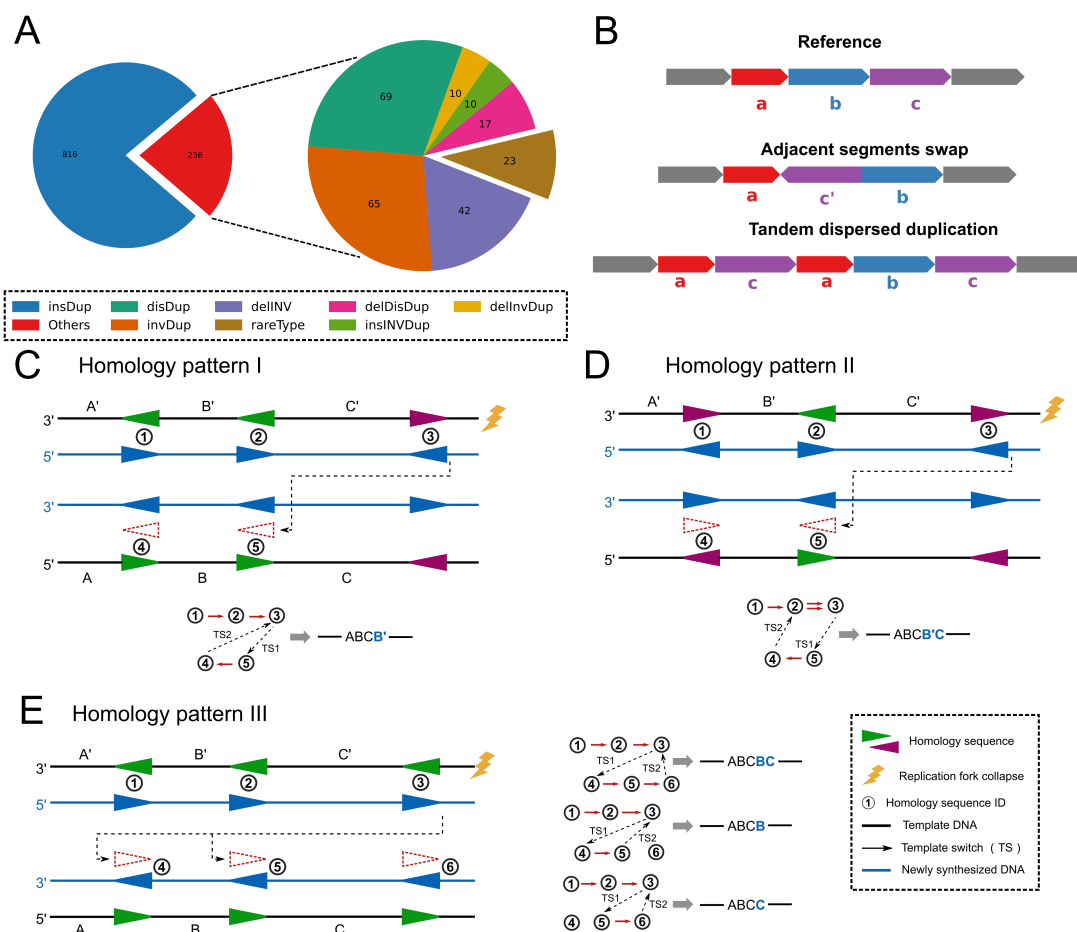 A
816
236
69
10
10
17
23
42
65
insDup
disDup
delINV
delDisDup
delInvDup
Others
invDup
rareType
insINVDup
B
Reference
a b c
Adjacent segments swap
a c' b
Tandem dispersed duplication
a c a b c
C Homology pattern I
A' B' C'
3'
1 2 3
5'
3'
4 5
5'
A B C
1 2 3
TS2
TS1
ABCB'
4 5
D Homology pattern II
A' B' C'
3'
1 2 3
5'
3'
4 5
5'
1 2 3
TS2
TS1
ABCB'C
4 5
E Homology pattern III
A' B' C'
3'
1 2 3
5'
4 5 6
3'
5'
A B C
1 2 3
TS1 TS2
ABCBC
4 5 6
1 2 3
TS1 TS2
ABCB
4 5 6
1 2 3
TS1 TS2
ABCC
4 5 6
Homology sequence
Replication fork collapse
1 Homology sequence ID
Template DNA
Template switch ( TS )
Newly synthesized DNA